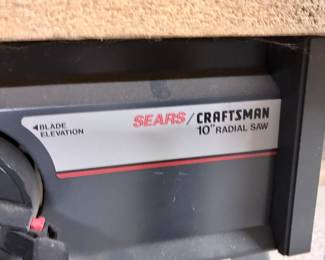 ◄BLADE
ELEVATION
SEARS/CRAFTSMAN
10" RADIAL SAW